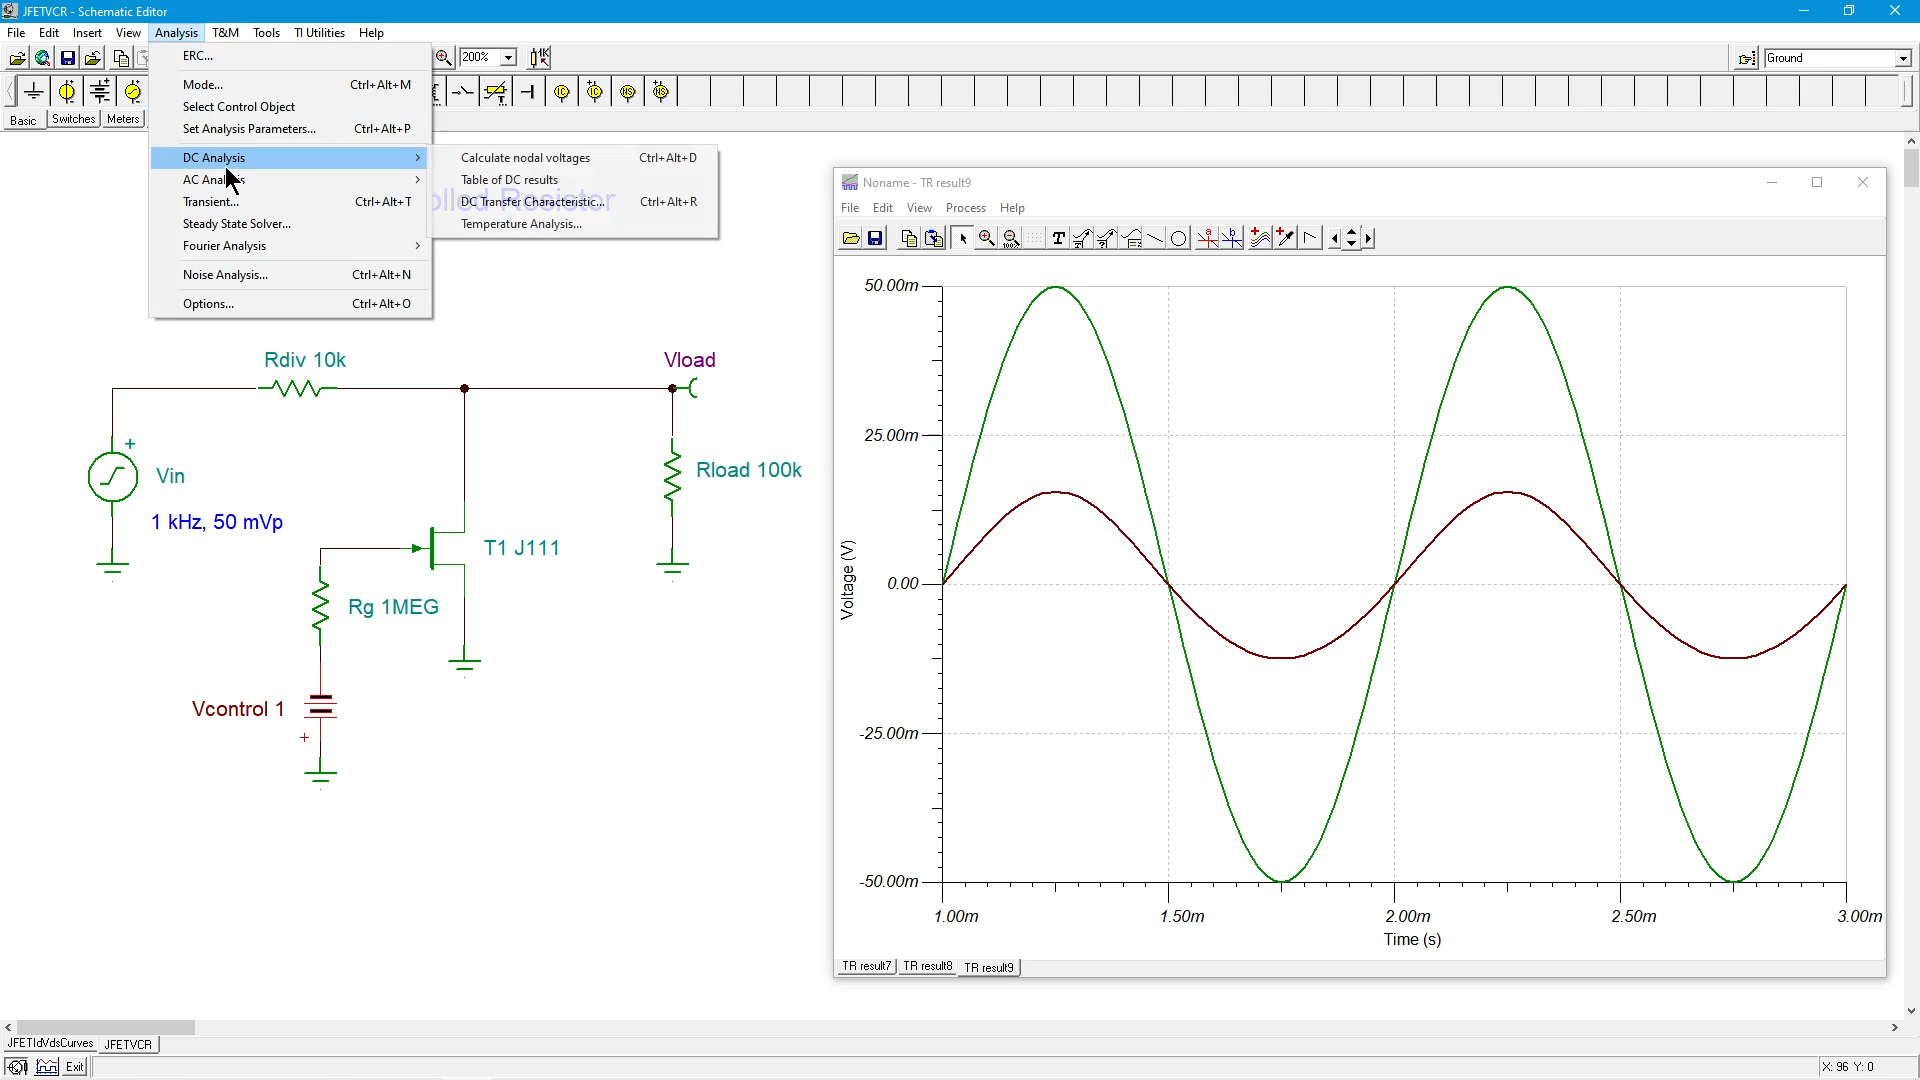 JFETVCR - Schematic Editor
File Edit Insert View Analysis T&M Tools TI Utilities Help
200%
Ground
Basic Switches Meters
ERC...
Mode... Ctrl+Alt+M
Select Control Object
Set Analysis Parameters... Ctrl+Alt+P
DC Analysis
AC Analysis
Transient... Ctrl+Alt+T
Steady State Solver...
Fourier Analysis
Noise Analysis... Ctrl+Alt+N
Options... Ctrl+Alt+O
Calculate nodal voltages Ctrl+Alt+D
Table of DC results
DC Transfer Characteristic... Ctrl+Alt+R
Temperature Analysis...
lled Resistor
Rdiv 10k
Vload
Vin
1 kHz, 50 mVp
Rload 100k
T1 J111
Rg 1MEG
Vcontrol 1
Noname - TR result9
File Edit View Process Help
50.00m
25.00m
0.00
-25.00m
-50.00m
Voltage (V)
1.00m 1.50m 2.00m 2.50m 3.00m
Time (s)
TR result7 TR result8 TR result9
JFETIdVdsCurves JFETVCR
Exit
X: 96 Y: 0